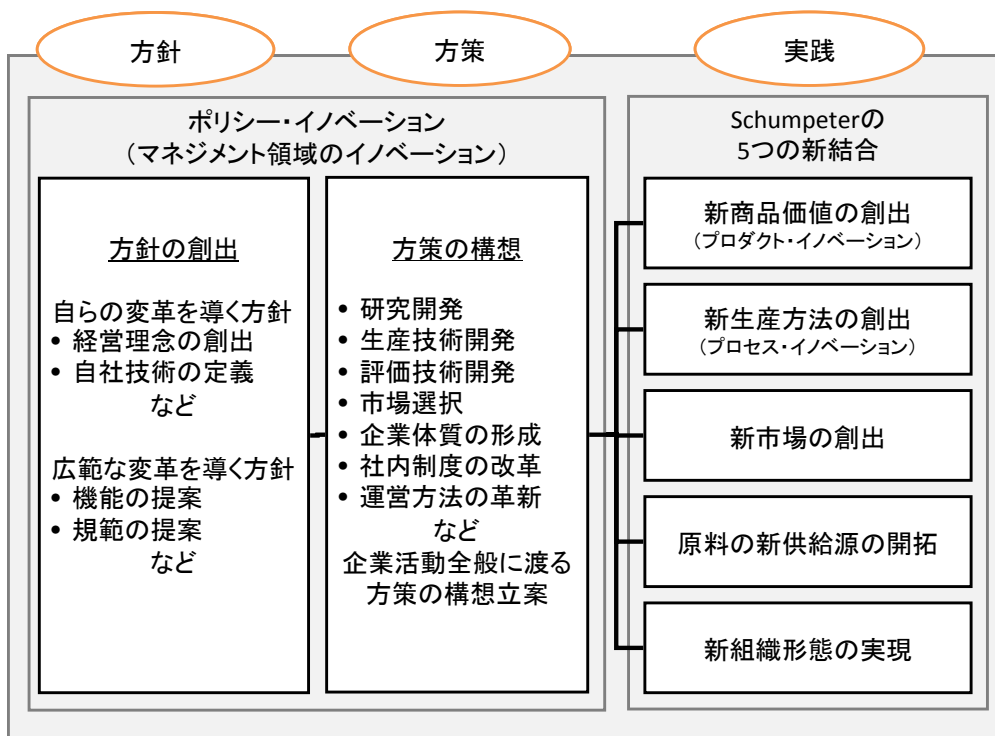 方針
方策
実践
ポリシー・イノベーション
（マネジメント領域のイノベーション）
方針の創出
自らの変革を導く方針
• 経営理念の創出
• 自社技術の定義
など
広範な変革を導く方針
• 機能の提案
• 規範の提案
など
方策の構想
• 研究開発
• 生産技術開発
• 評価技術開発
• 市場選択
• 企業体質の形成
• 社内制度の改革
• 運営方法の革新
など
企業活動全般に渡る
方策の構想立案
Schumpeterの
5つの新結合
新商品価値の創出
（プロダクト・イノベーション）
新生産方法の創出
（プロセス・イノベーション）
新市場の創出
原料の新供給源の開拓
新組織形態の実現